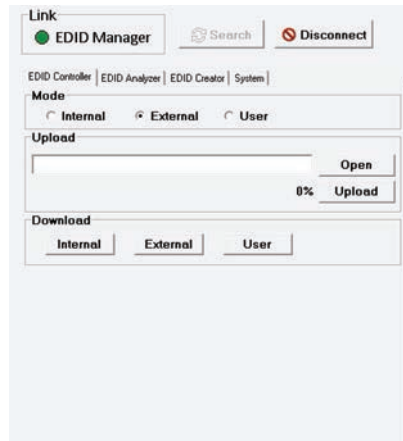 Link
EDID Manager
Search
Disconnect
EDID Controller EDID Analyzer EDID Creator System
Mode
Internal External User
Upload
Open
0% Upload
Download
Internal External User